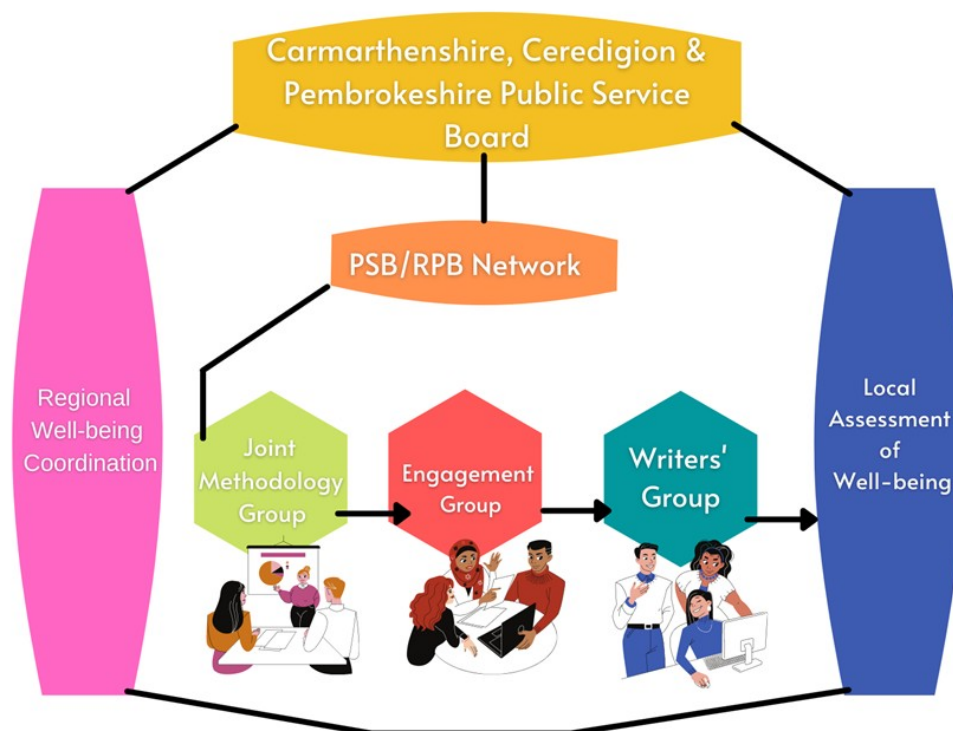 Carmarthenshire, Ceredigion &
Pembrokeshire Public Service
Board
PSB/RPB Network
Regional
Well-being
Coordination
Joint
Methodology
Group
Engagement
Group
Writers'
Group
Local
Assessment
of
Well-being